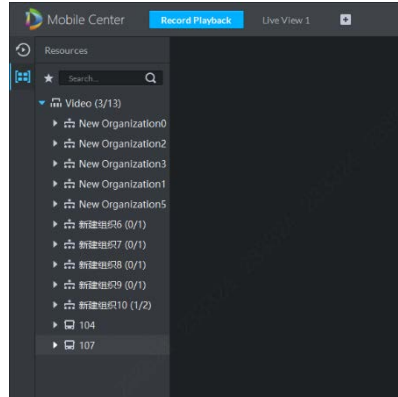 Mobile Center
Record Playback
Live View 1
Resources
Search...
Video (3/13)
New Organization0
New Organization2
New Organization3
New Organization1
New Organization5
新建组织6 (0/1)
新建组织7 (0/1)
新建组织8 (0/1)
新建组织9 (0/1)
新建组织10 (1/2)
104
107